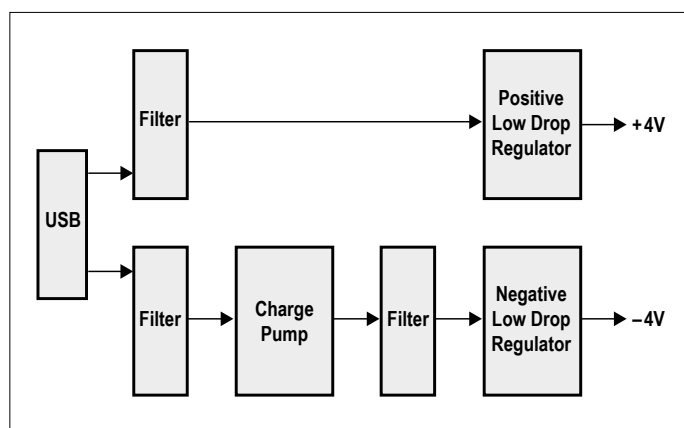 Filter
Positive
Low Drop
Regulator
+4V
USB
Filter
Charge
Pump
Filter
Negative
Low Drop
Regulator
–4V